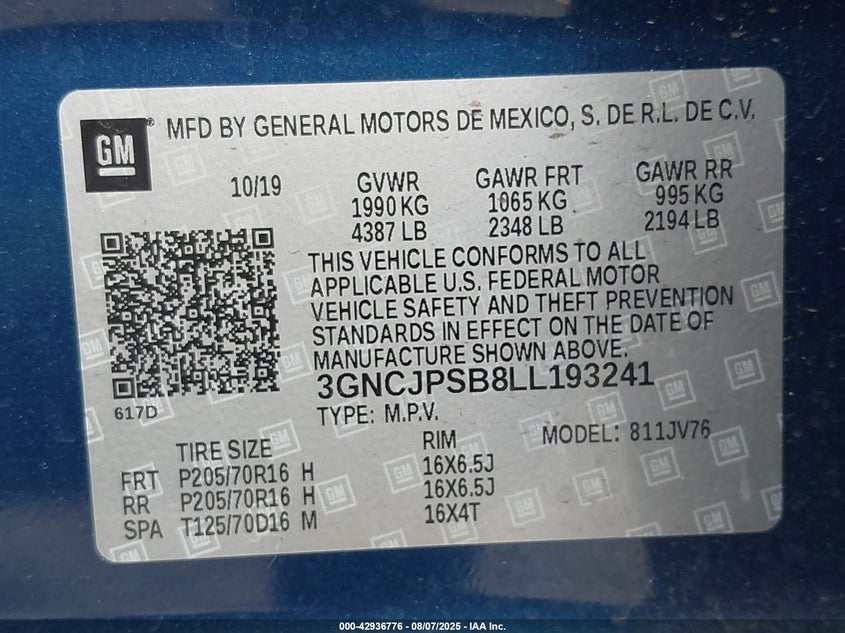 GM
MFD BY GENERAL MOTORS DE MEXICO, S. DE R.L. DE C.V.
10/19 GVWR GAWR FRT GAWR RR
1990 KG 1065 KG 995 KG
4387 LB 2348 LB 2194 LB
THIS VEHICLE CONFORMS TO ALL
APPLICABLE U.S. FEDERAL MOTOR
VEHICLE SAFETY AND THEFT PREVENTION
STANDARDS IN EFFECT ON THE DATE OF
MANUFACTURE SHOWN ABOVE.
617D
3GNCJPSB8LL193241
TYPE: M.P.V.
TIRE SIZE RIM MODEL: 811JV76
FRT P205/70R16 H 16X6.5J
RR P205/70R16 H 16X6.5J
SPA T125/70D16 M 16X4T
000-42936776 - 08/07/2025 - IAA Inc.